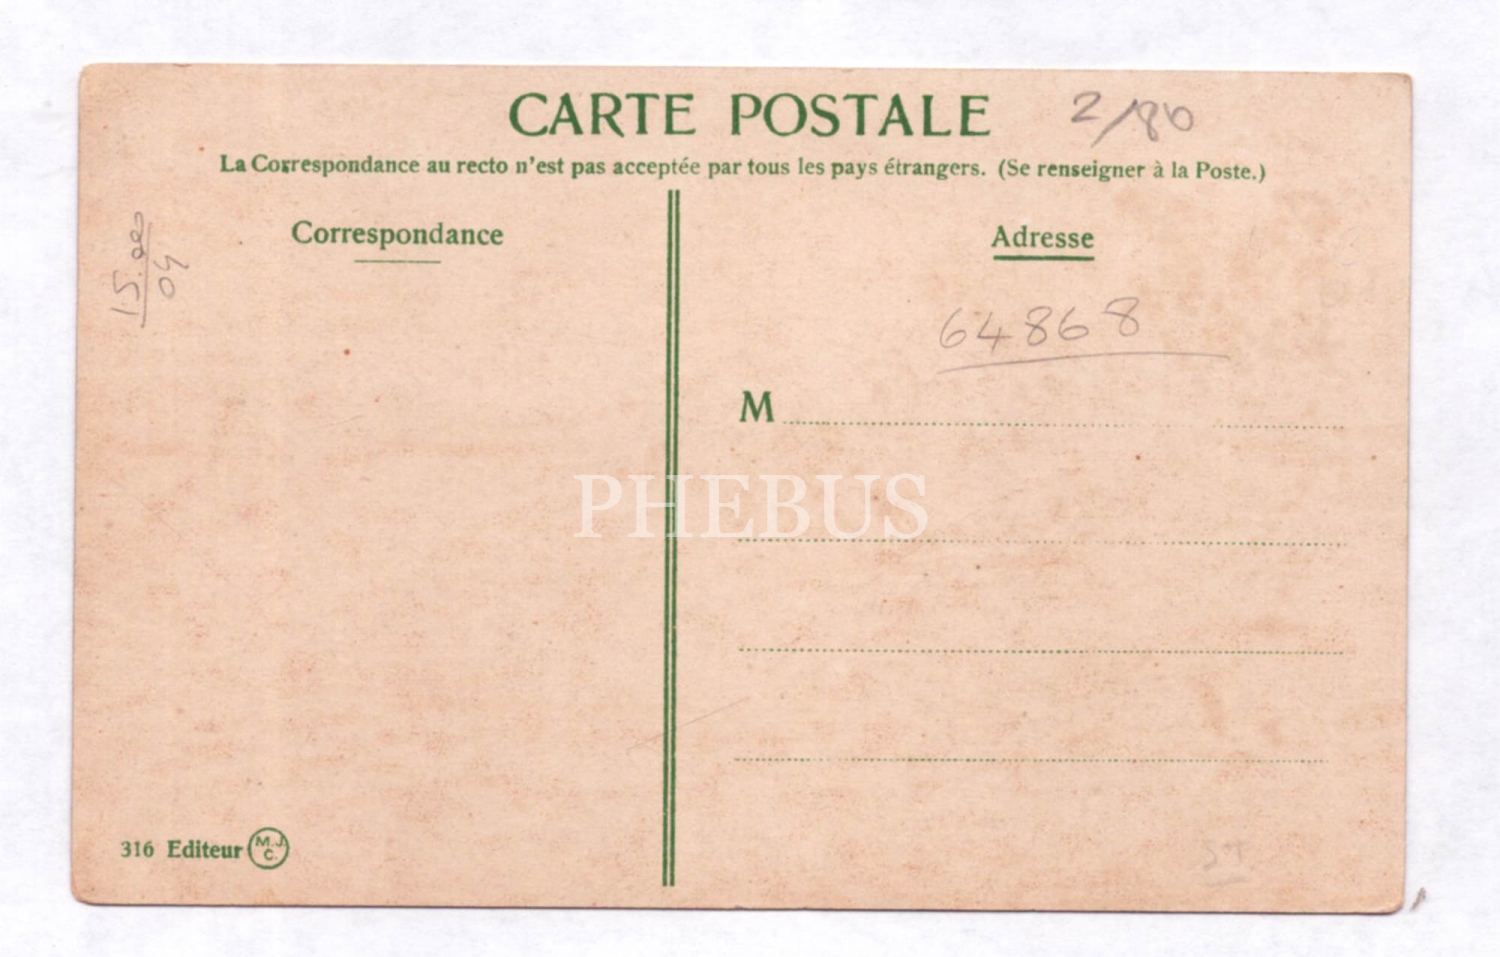 CARTE POSTALE
2/80
La Correspondance au recto n'est pas acceptée par tous les pays étrangers. (Se renseigner à la Poste.)
Correspondance
Adresse
64868
M
PHEBUS
316 Editeur M.J.C.